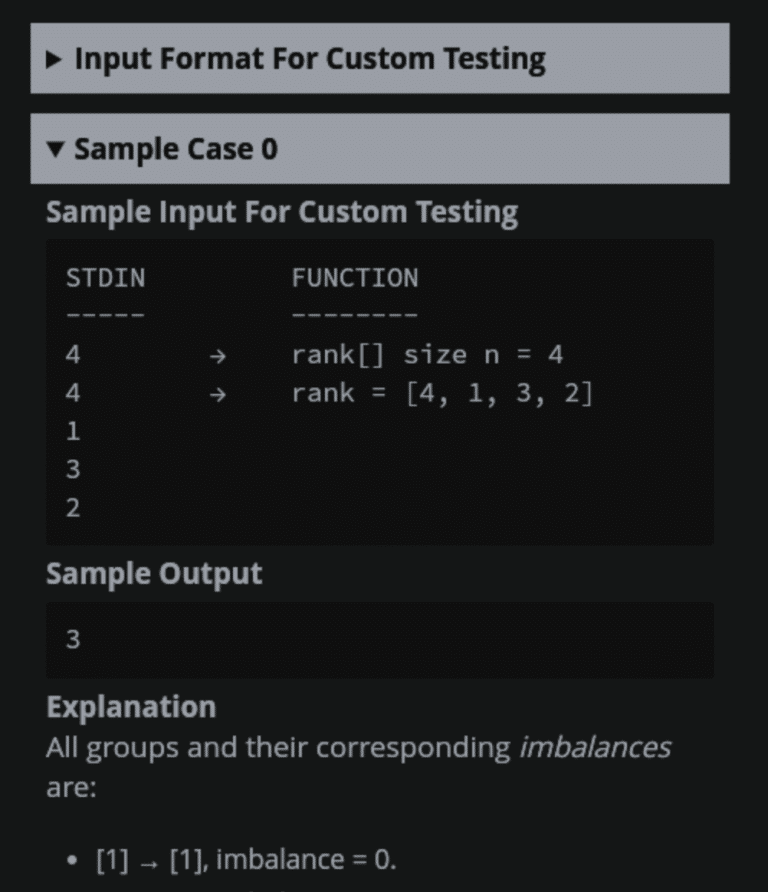 ▶ Input Format For Custom Testing
▼ Sample Case 0
Sample Input For Custom Testing
STDIN FUNCTION
----- --------
4 → rank[] size n = 4
4 → rank = [4, 1, 3, 2]
1
3
2
Sample Output
3
Explanation
All groups and their corresponding imbalances
are:
• [1] → [1], imbalance = 0.